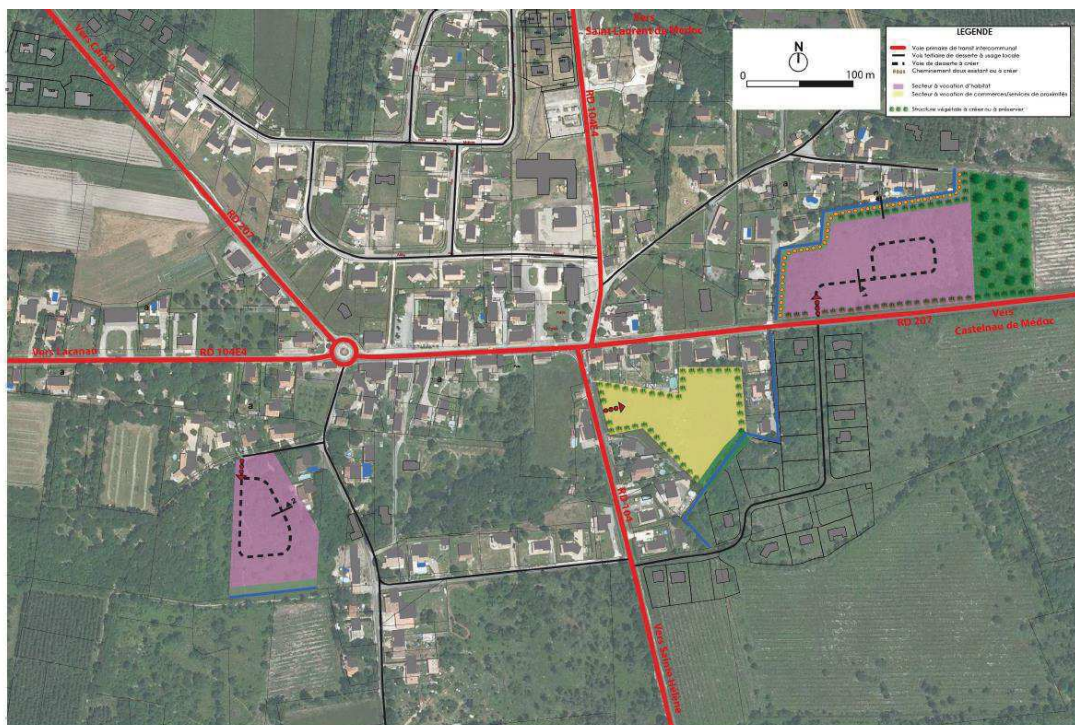 Vers Carcat
Vers
Saint Laurent du Médoc
RD 104E4
LEGENDE
Voie primaire de transit intercommunal
Voie tertiaire de desserte à usage locale
Voie de desserte à créer
Cheminement doux existant ou à créer
Secteur à vocation d'habitat
Secteur à vocation de commerces/services de proximités
Structure végétale à créer ou à préserver
N
0
100 m
RD 207
Vers Lacanau
RD 104E4
RD 207
Vers
Castelnau de Médoc
RD 104
Vers Sainte Hélène